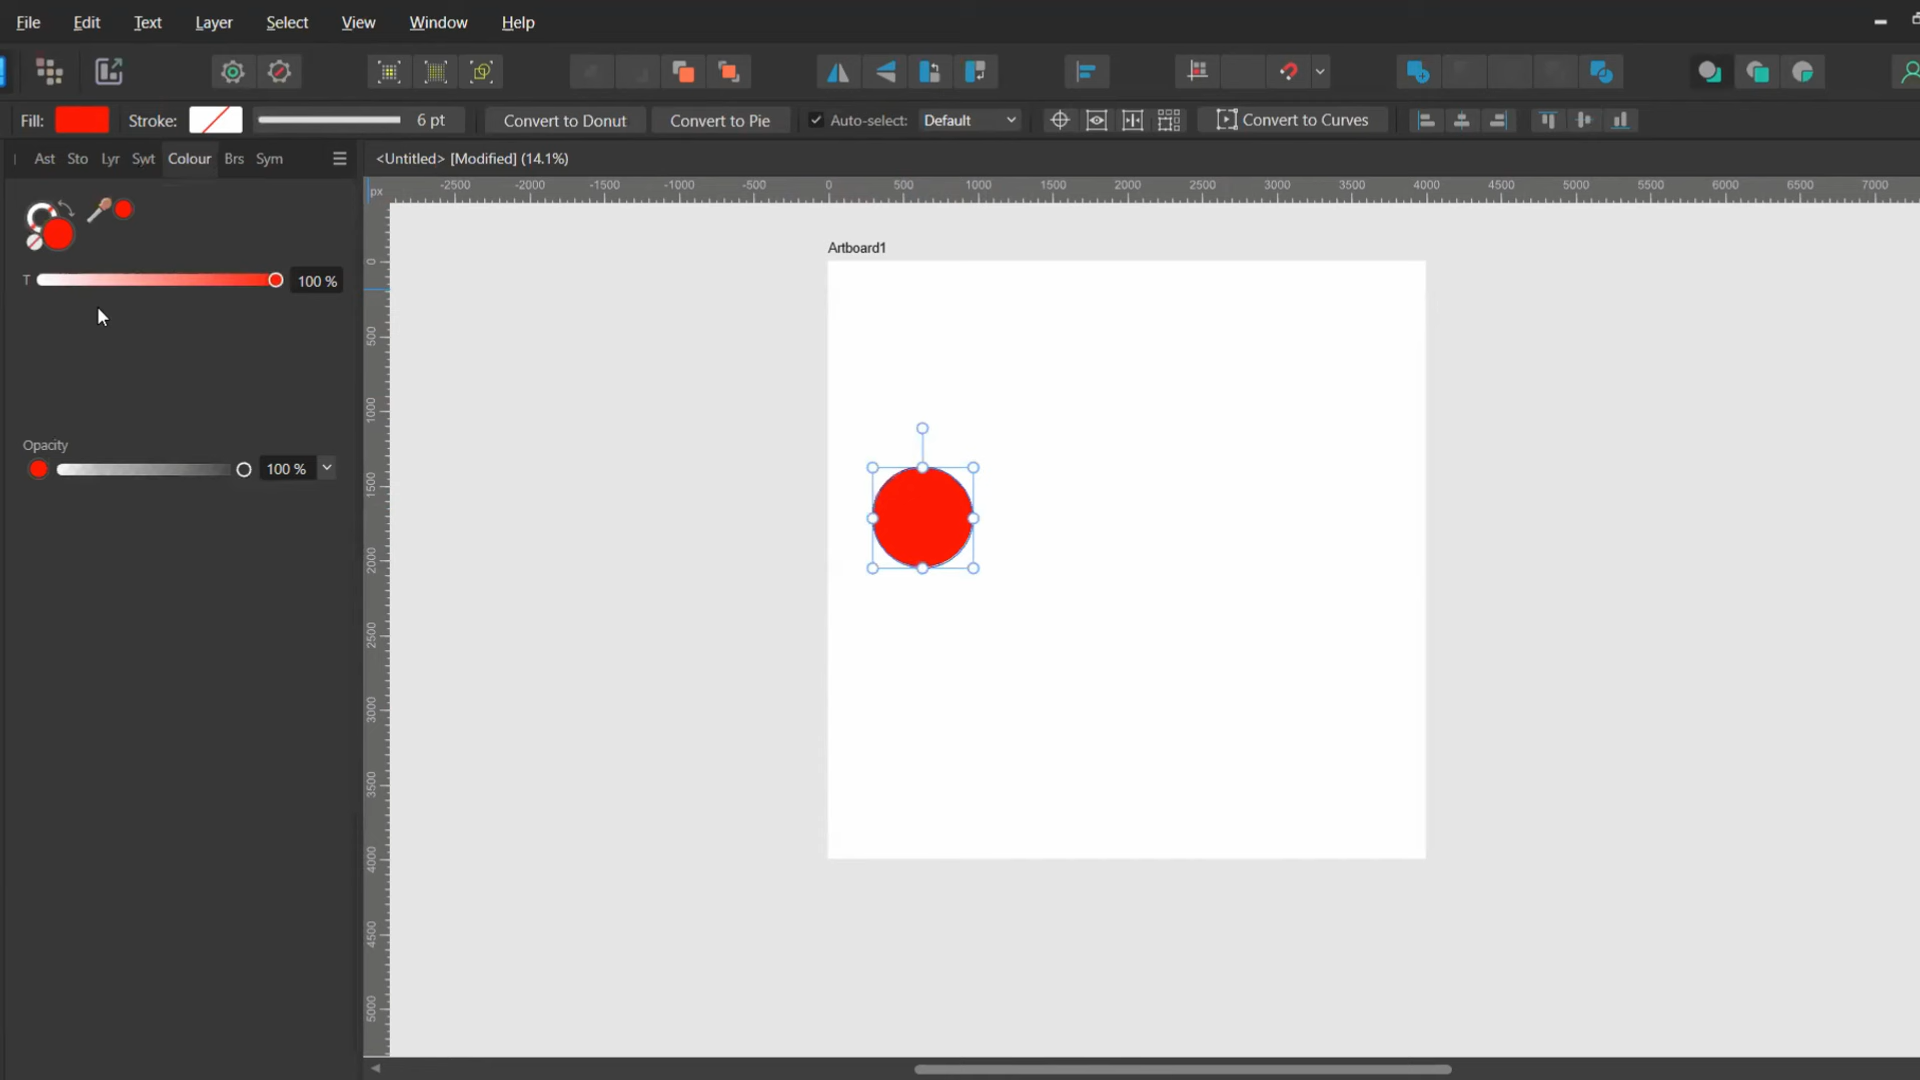 File Edit Text Layer Select View Window Help
Fill: Stroke: 6 pt Convert to Donut Convert to Pie Auto-select: Default Convert to Curves
Ast Sto Lyr Swt Colour Brs Sym <Untitled> [Modified] (14.1%)
px -2500 -2000 -1500 -1000 -500 0 500 1000 1500 2000 2500 3000 3500 4000 4500 5000 5500 6000 6500 7000
Artboard1
T 100 %
Opacity
100 %
0
500
1000
1500
2000
2500
3000
3500
4000
4500
5000